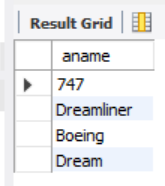 Result Grid
aname
747
Dreamliner
Boeing
Dream